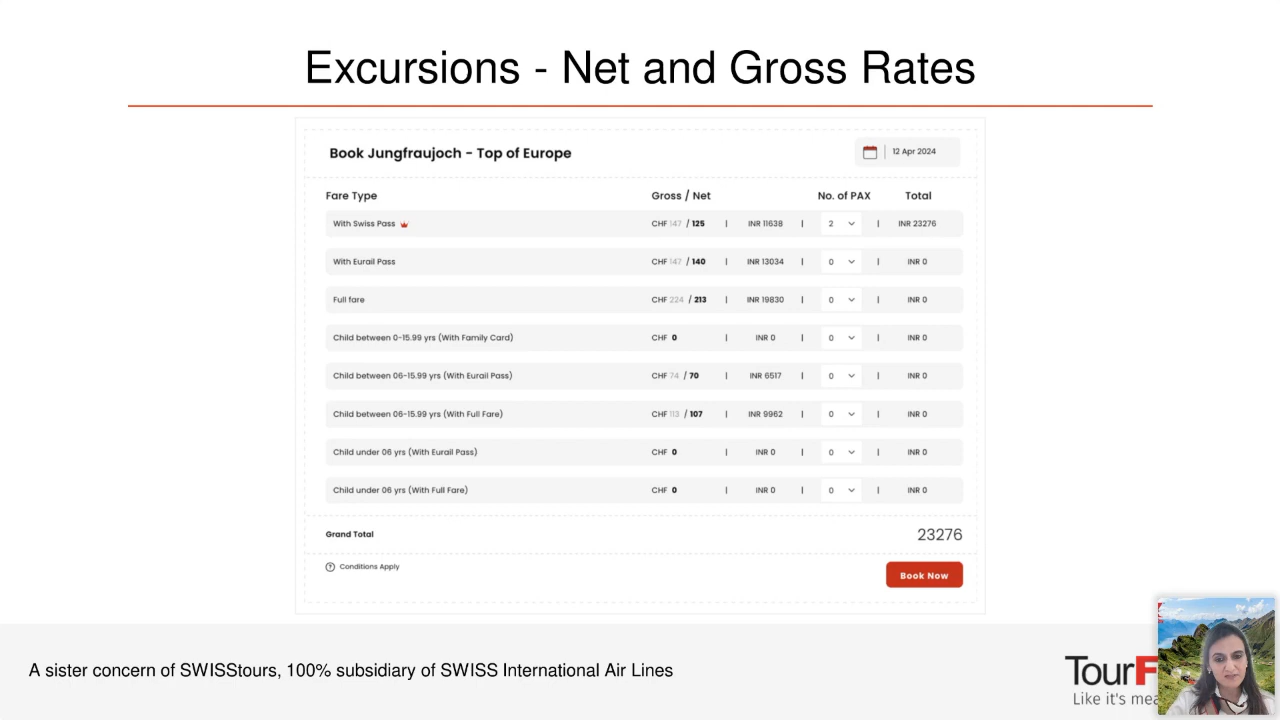 Excursions - Net and Gross Rates
Book Jungfraujoch - Top of Europe
12 Apr 2024
Fare Type Gross / Net No. of PAX Total
With Swiss Pass CHF 147 / 125 | INR 11638 | 2 | INR 23276
With Eurail Pass CHF 147 / 140 | INR 13034 | 0 | INR 0
Full fare CHF 224 / 213 | INR 19830 | 0 | INR 0
Child between 0-15.99 yrs (With Family Card) CHF 0 | INR 0 | 0 | INR 0
Child between 06-15.99 yrs (With Eurail Pass) CHF 74 / 70 | INR 6517 | 0 | INR 0
Child between 06-15.99 yrs (With Full Fare) CHF 113 / 107 | INR 9962 | 0 | INR 0
Child under 06 yrs (With Eurail Pass) CHF 0 | INR 0 | 0 | INR 0
Child under 06 yrs (With Full Fare) CHF 0 | INR 0 | 0 | INR 0
Grand Total 23276
Conditions Apply
Book Now
A sister concern of SWISStours, 100% subsidiary of SWISS International Air Lines
TourF
Like it's mea